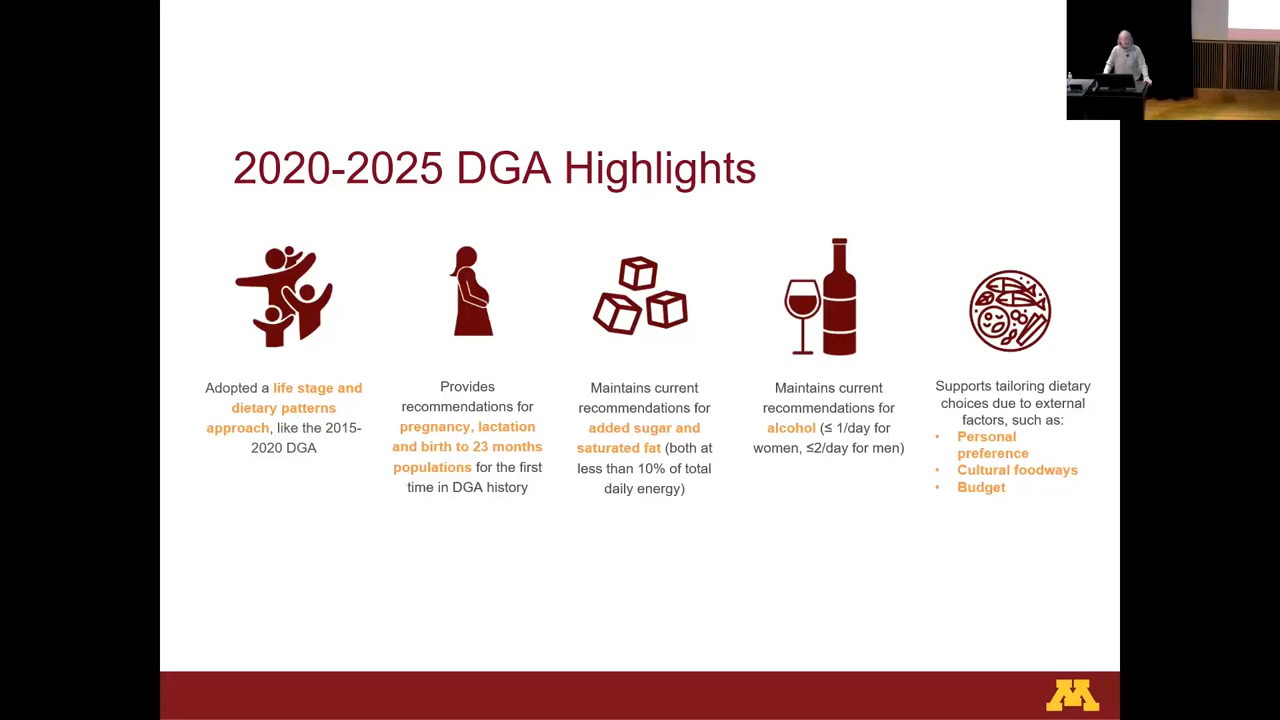 2020-2025 DGA Highlights
Adopted a life stage and
dietary patterns
approach, like the 2015-
2020 DGA
Provides
recommendations for
pregnancy, lactation
and birth to 23 months
populations for the first
time in DGA history
Maintains current
recommendations for
added sugar and
saturated fat (both at
less than 10% of total
daily energy)
Maintains current
recommendations for
alcohol (≤ 1/day for
women, ≤2/day for men)
Supports tailoring dietary
choices due to external
factors, such as:
• Personal
preference
• Cultural foodways
• Budget
M